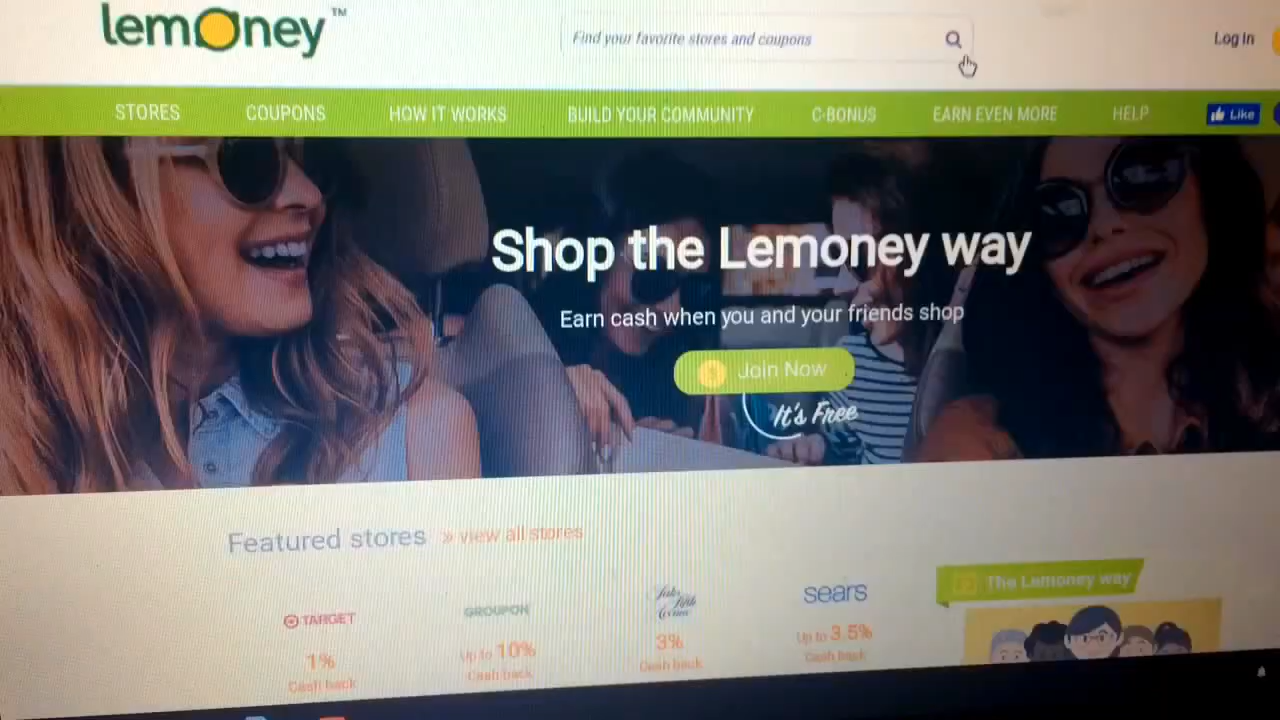 lemoney™
Find your favorite stores and coupons
Log in
STORES COUPONS HOW IT WORKS BUILD YOUR COMMUNITY C-BONUS EARN EVEN MORE HELP Like
Shop the Lemoney way
Earn cash when you and your friends shop
Join Now
It's Free
Featured stores » view all stores
The Lemoney way
TARGET GROUPON Saks Fifth Avenue sears
1% Up to 10% 3% Up to 3.5%
Cash back Cash back Cash back Cash back